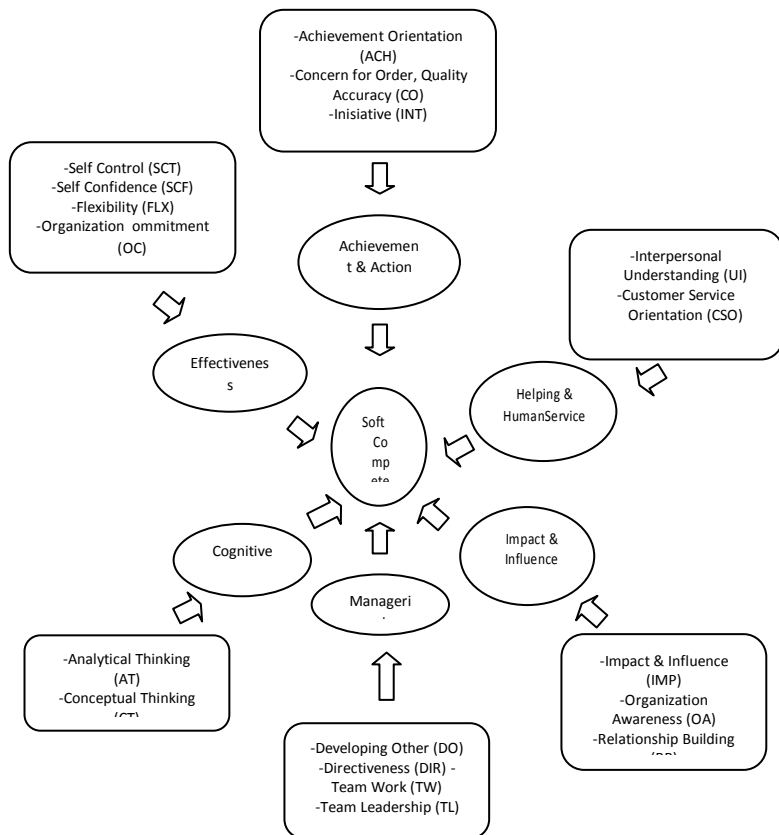 -Achievement Orientation
(ACH)
-Concern for Order, Quality
Accuracy (CO)
-Inisiative (INT)
-Self Control (SCT)
-Self Confidence (SCF)
-Flexibility (FLX)
-Organization ommitment
(OC)
Achievemen
t & Action
-Interpersonal
Understanding (UI)
-Customer Service
Orientation (CSO)
Effectivenes
s
Helping &
HumanService
Soft
Co
mp
ete
Cognitive
Impact &
Influence
Manageri
-Analytical Thinking
(AT)
-Conceptual Thinking
(CT)
-Impact & Influence
(IMP)
-Organization
Awareness (OA)
-Relationship Building
-Developing Other (DO)
-Directiveness (DIR) -
Team Work (TW)
-Team Leadership (TL)